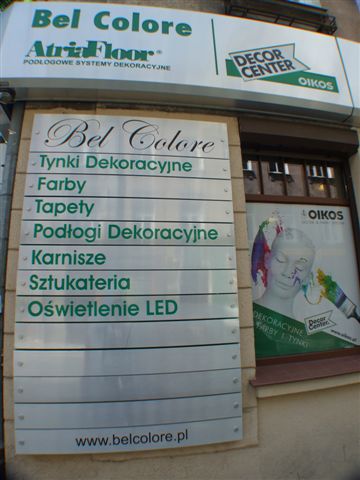 Bel Colore
AtriaFloor®
PODŁOGOWE SYSTEMY DEKORACYJNE
DECOR
CENTER
OIKOS
Bel Colore
Tynki Dekoracyjne
Farby
Tapety
Podłogi Dekoracyjne
Karnisze
Sztukateria
Oświetlenie LED
www.belcolore.pl
OIKOS
Decor
Center
DEKORACYJNE
FARBY I TYNKI